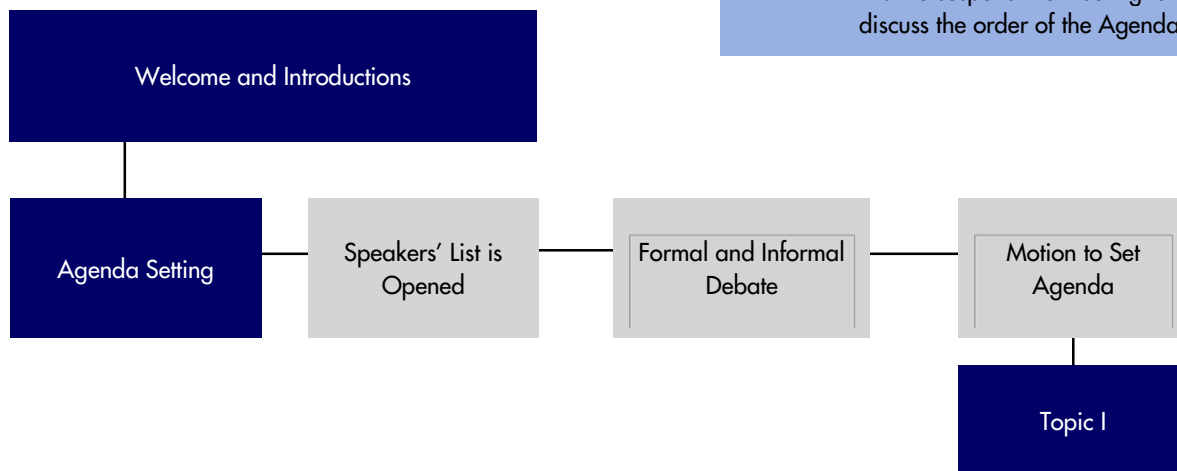 discuss the order of the Agenda
Welcome and Introductions
Agenda Setting
Speakers’ List is
Opened
Formal and Informal
Debate
Motion to Set
Agenda
Topic I